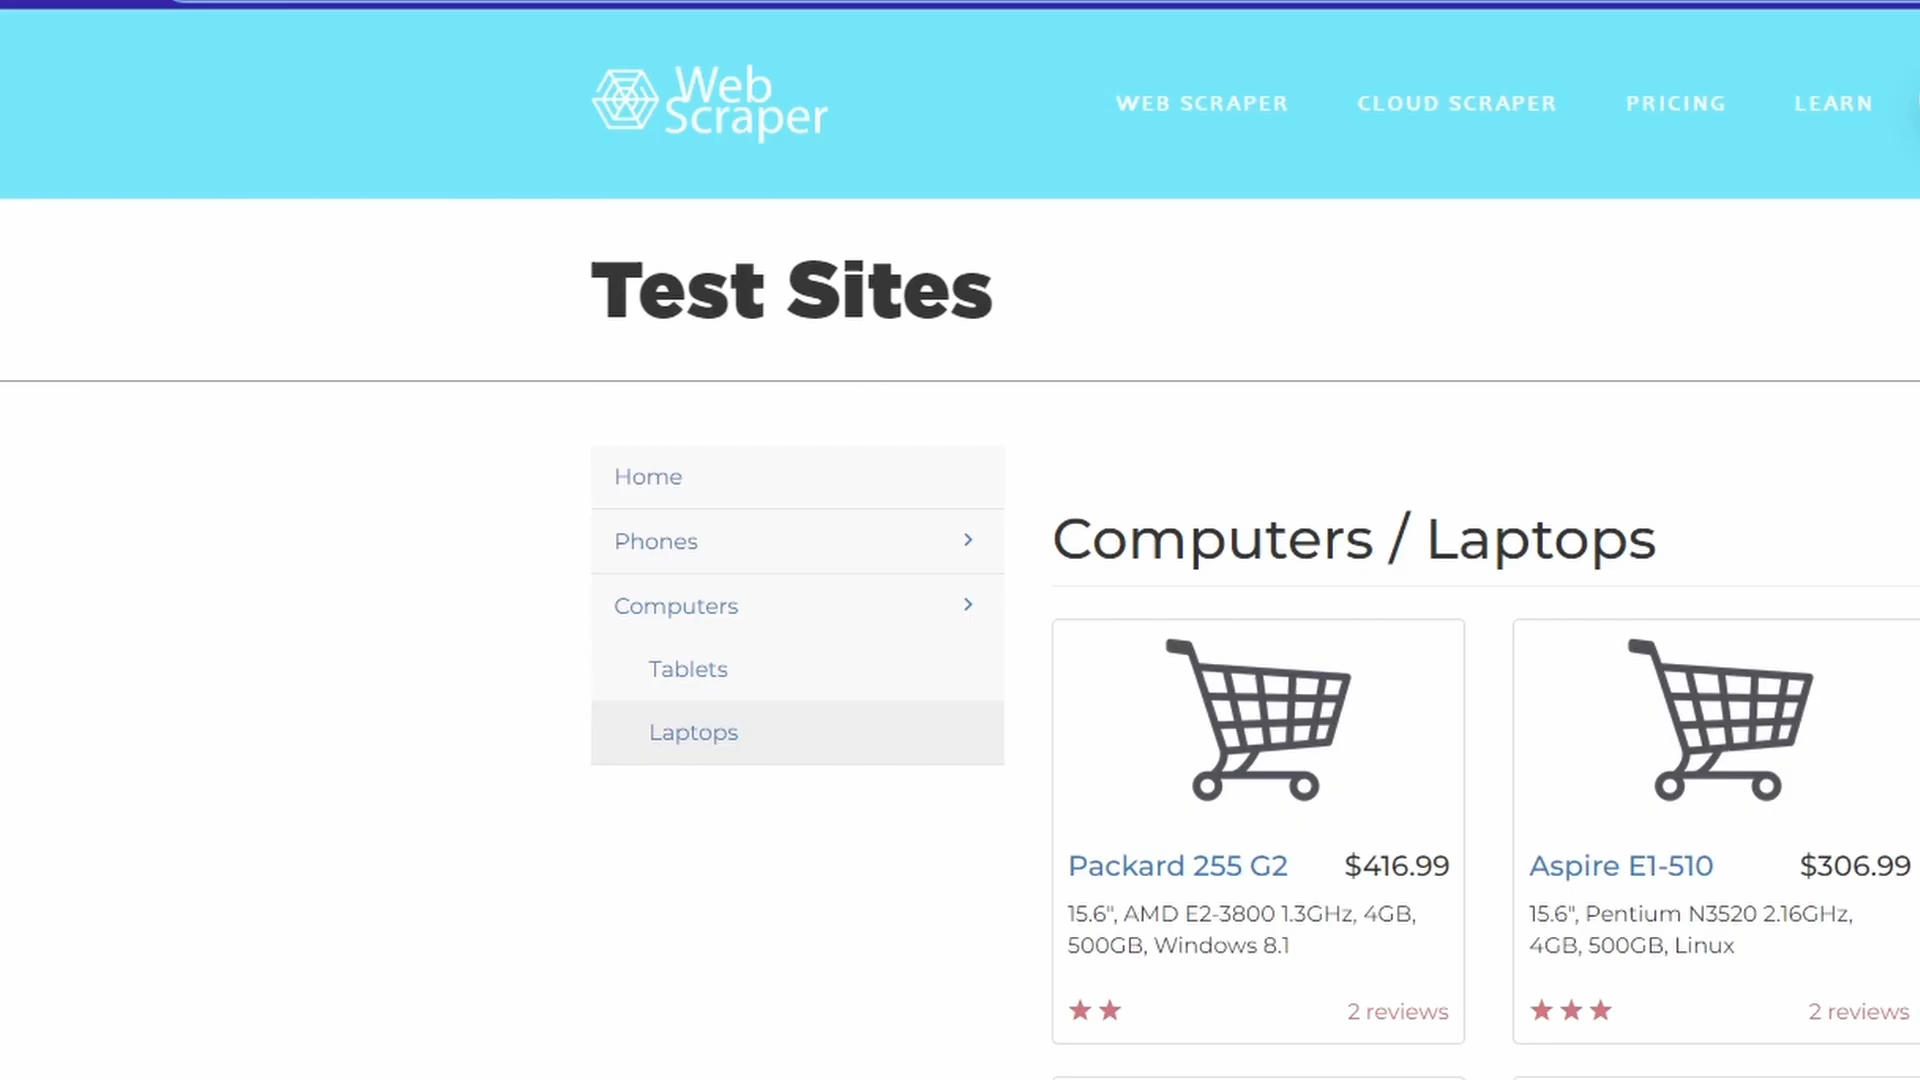 Web
Scraper
WEB SCRAPER CLOUD SCRAPER PRICING LEARN
Test Sites
Home
Phones
Computers
Tablets
Laptops
Computers / Laptops
Packard 255 G2 $416.99
15.6", AMD E2-3800 1.3GHz, 4GB,
500GB, Windows 8.1
2 reviews
Aspire E1-510 $306.99
15.6", Pentium N3520 2.16GHz,
4GB, 500GB, Linux
2 reviews